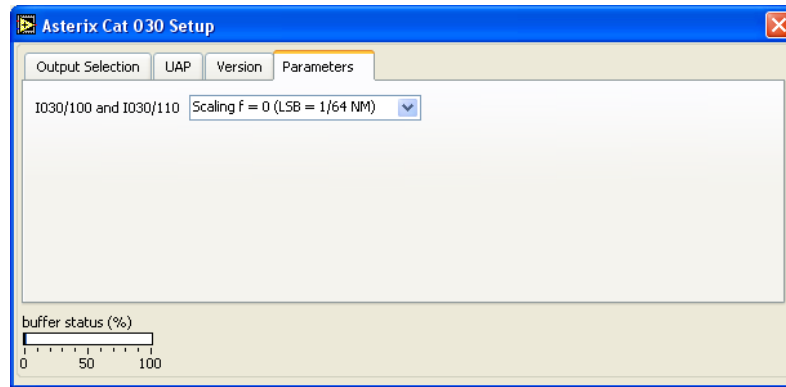 Asterix Cat 030 Setup
Output Selection UAP Version Parameters
I030/100 and I030/110 Scaling f = 0 (LSB = 1/64 NM)
buffer status (%)
0 50 100